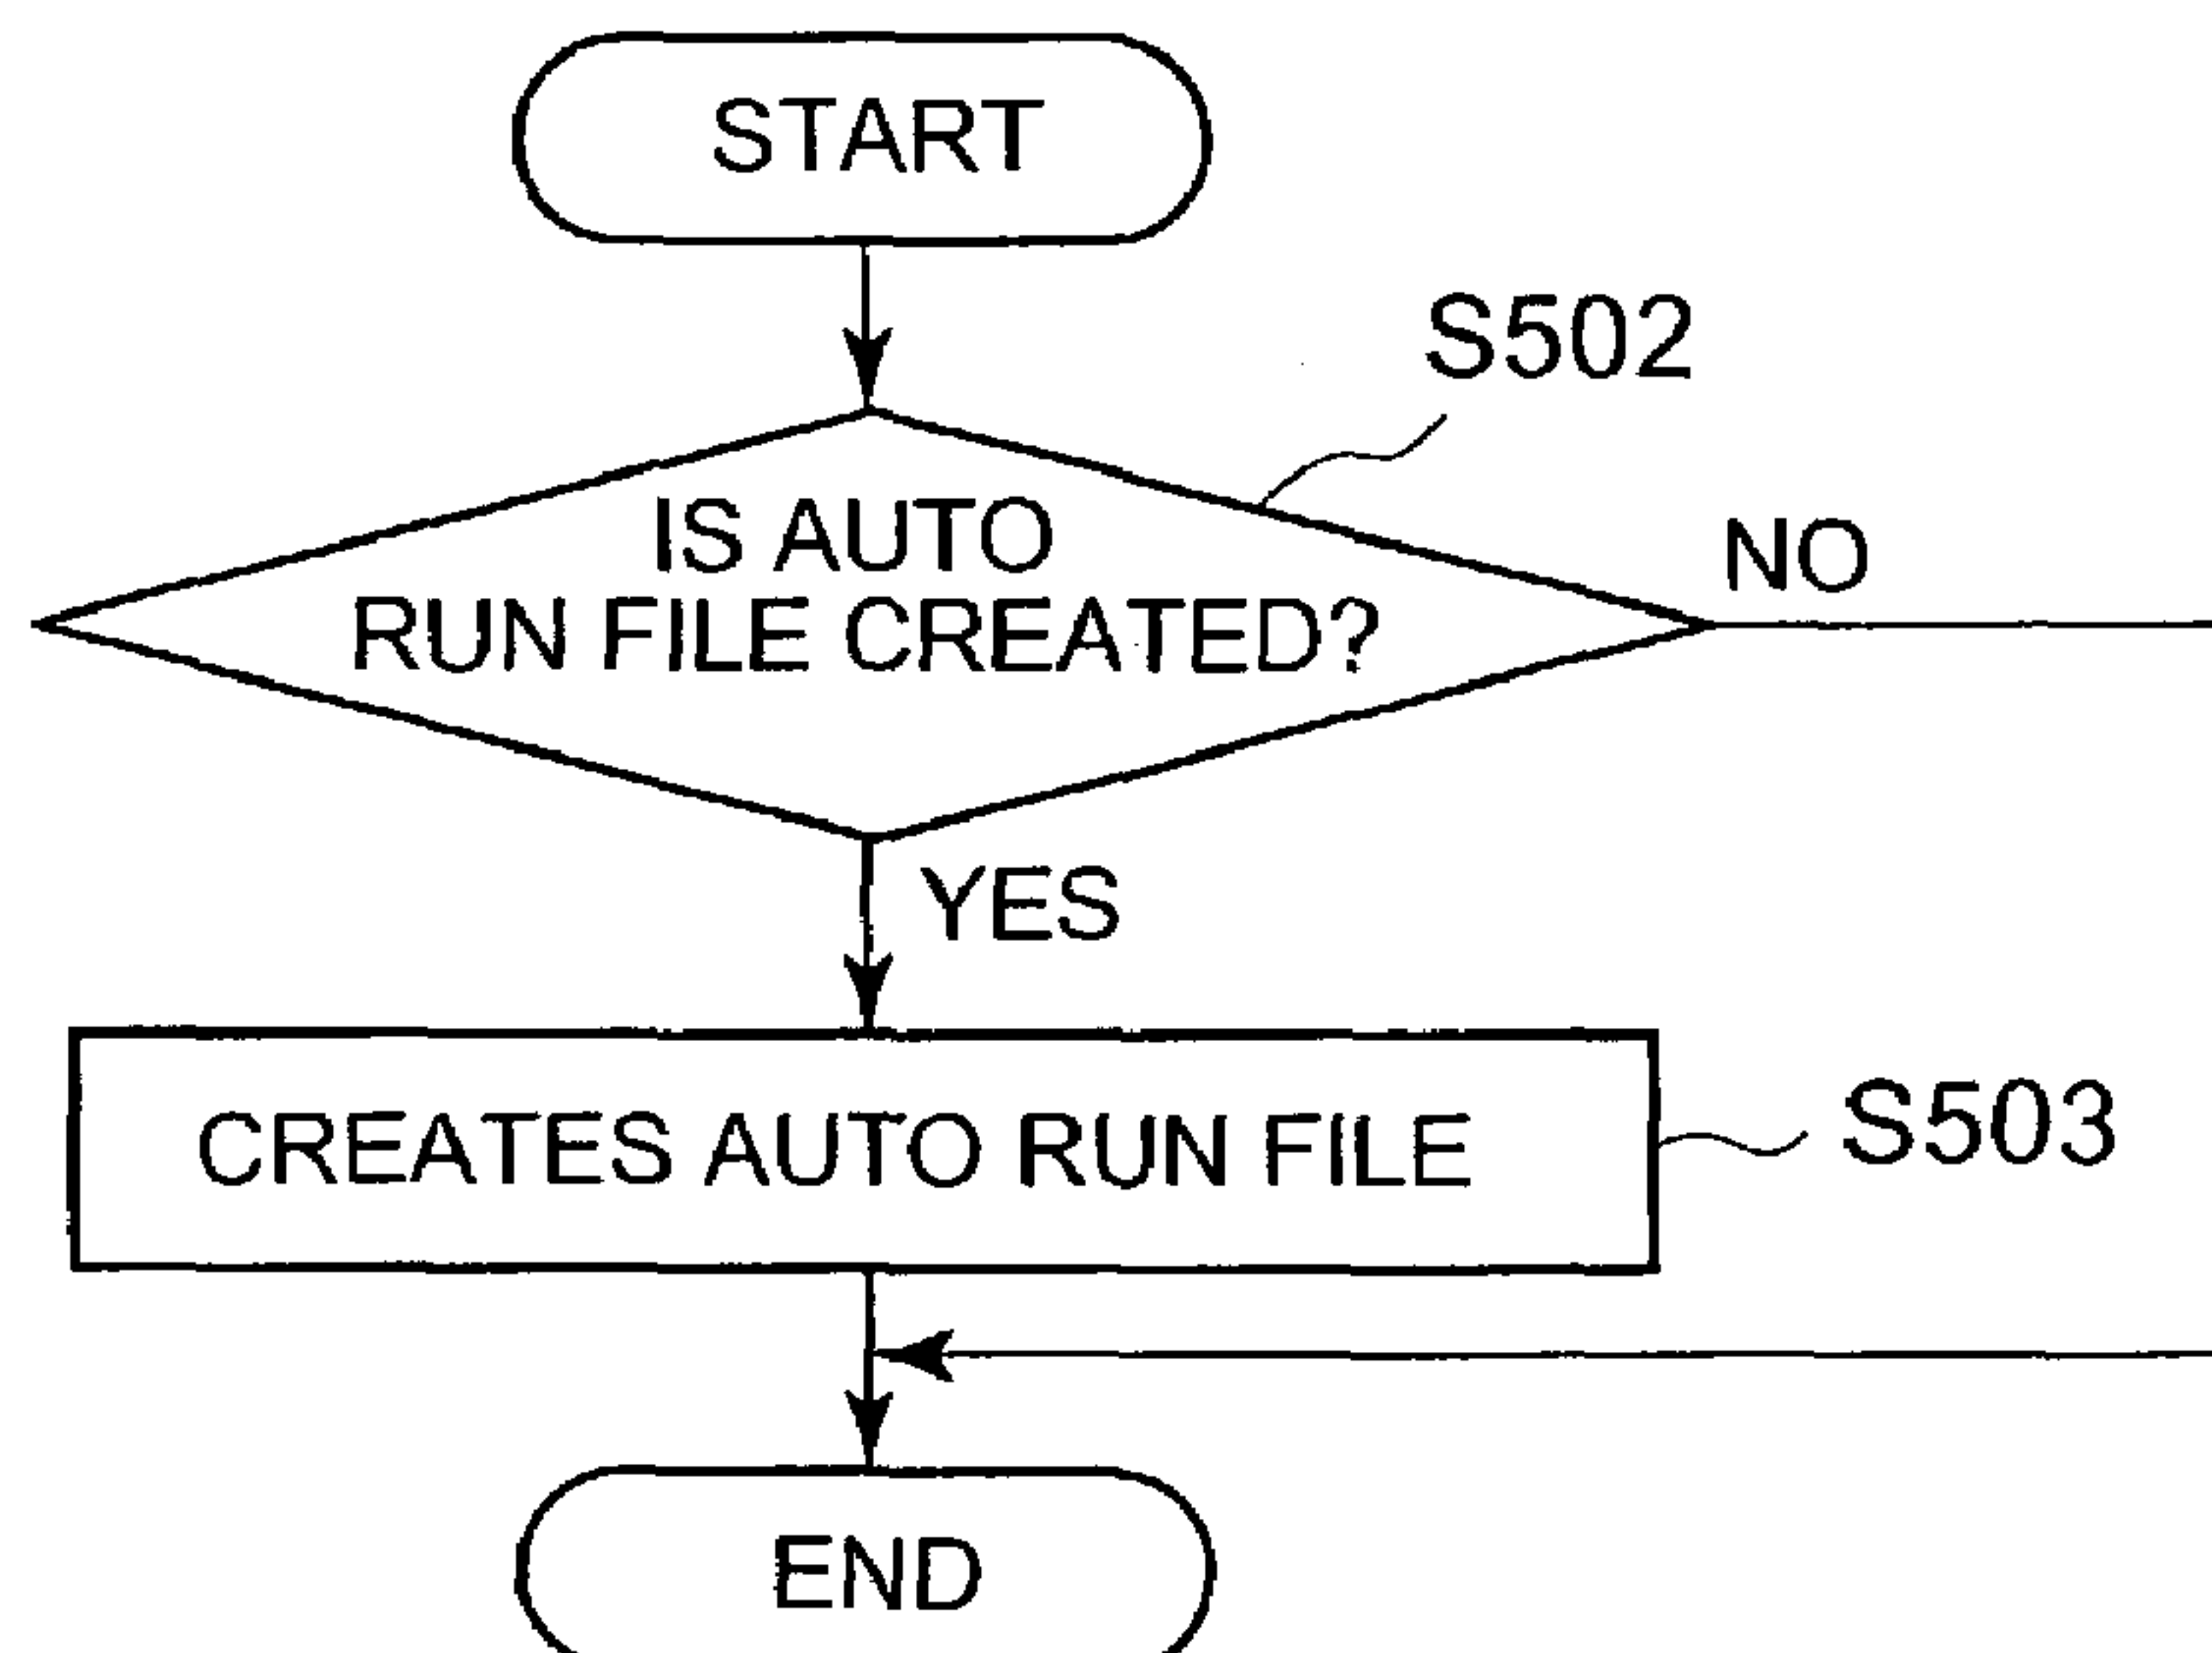 START
S502
IS AUTO
RUN FILE CREATED?
NO
YES
CREATES AUTO RUN FILE
S503
END